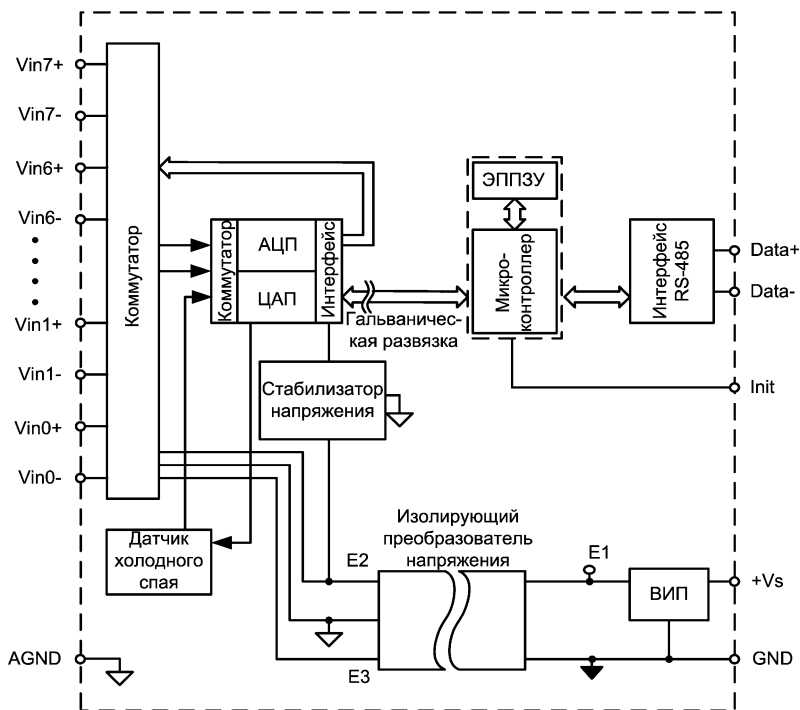 Vin7+
Vin7-
Vin6+
Vin6-
Vin1+
Vin1-
Vin0+
Vin0-
AGND
Коммутатор
Коммутатор
АЦП
ЦАП
Интерфейс
Гальваничес-
кая развязка
ЭППЗУ
Микро-
контроллер
Интерфейс
RS-485
Data+
Data-
Init
Стабилизатор
напряжения
Датчик
холодного
спая
Изолирующий
преобразователь
напряжения
E2
E3
E1
ВИП
+Vs
GND